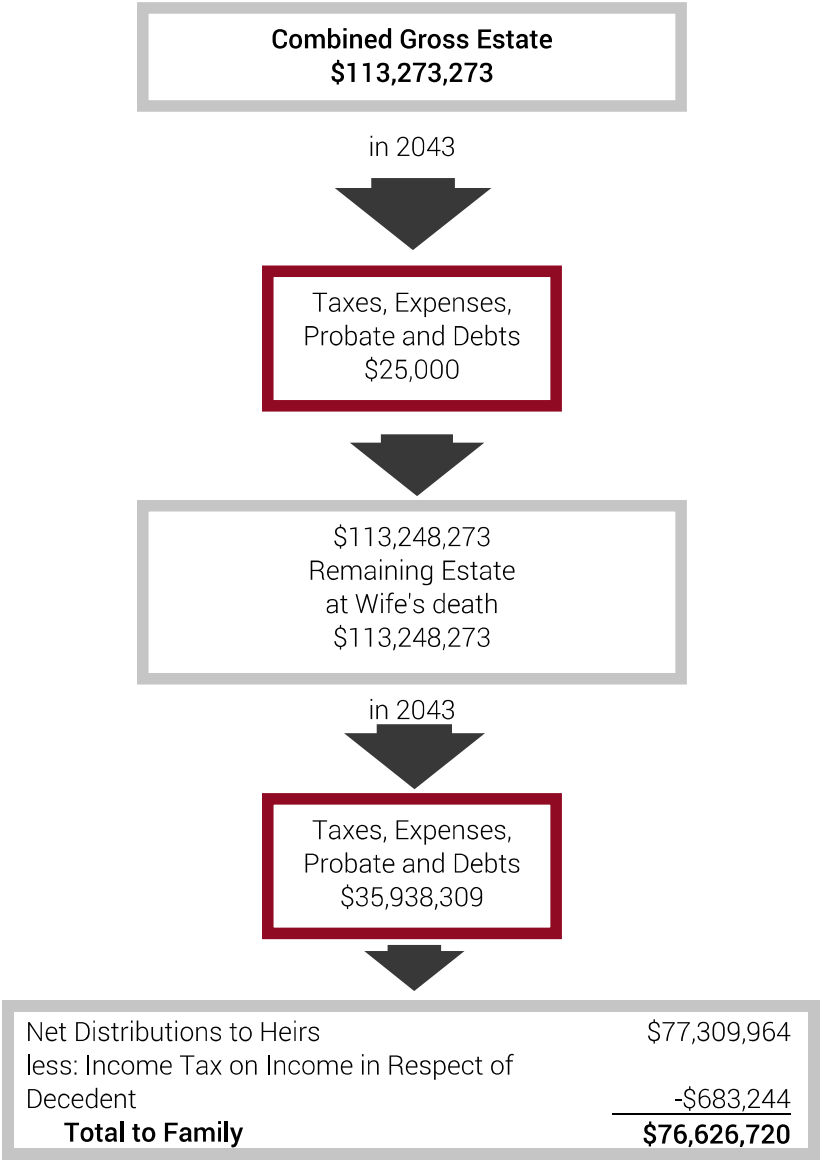 Combined Gross Estate
$113,273,273
in 2043
Taxes, Expenses,
Probate and Debts
$25,000
$113,248,273
Remaining Estate
at Wife's death
$113,248,273
in 2043
Taxes, Expenses,
Probate and Debts
$35,938,309
Net Distributions to Heirs $77,309,964
less: Income Tax on Income in Respect of
Decedent -$683,244
Total to Family $76,626,720